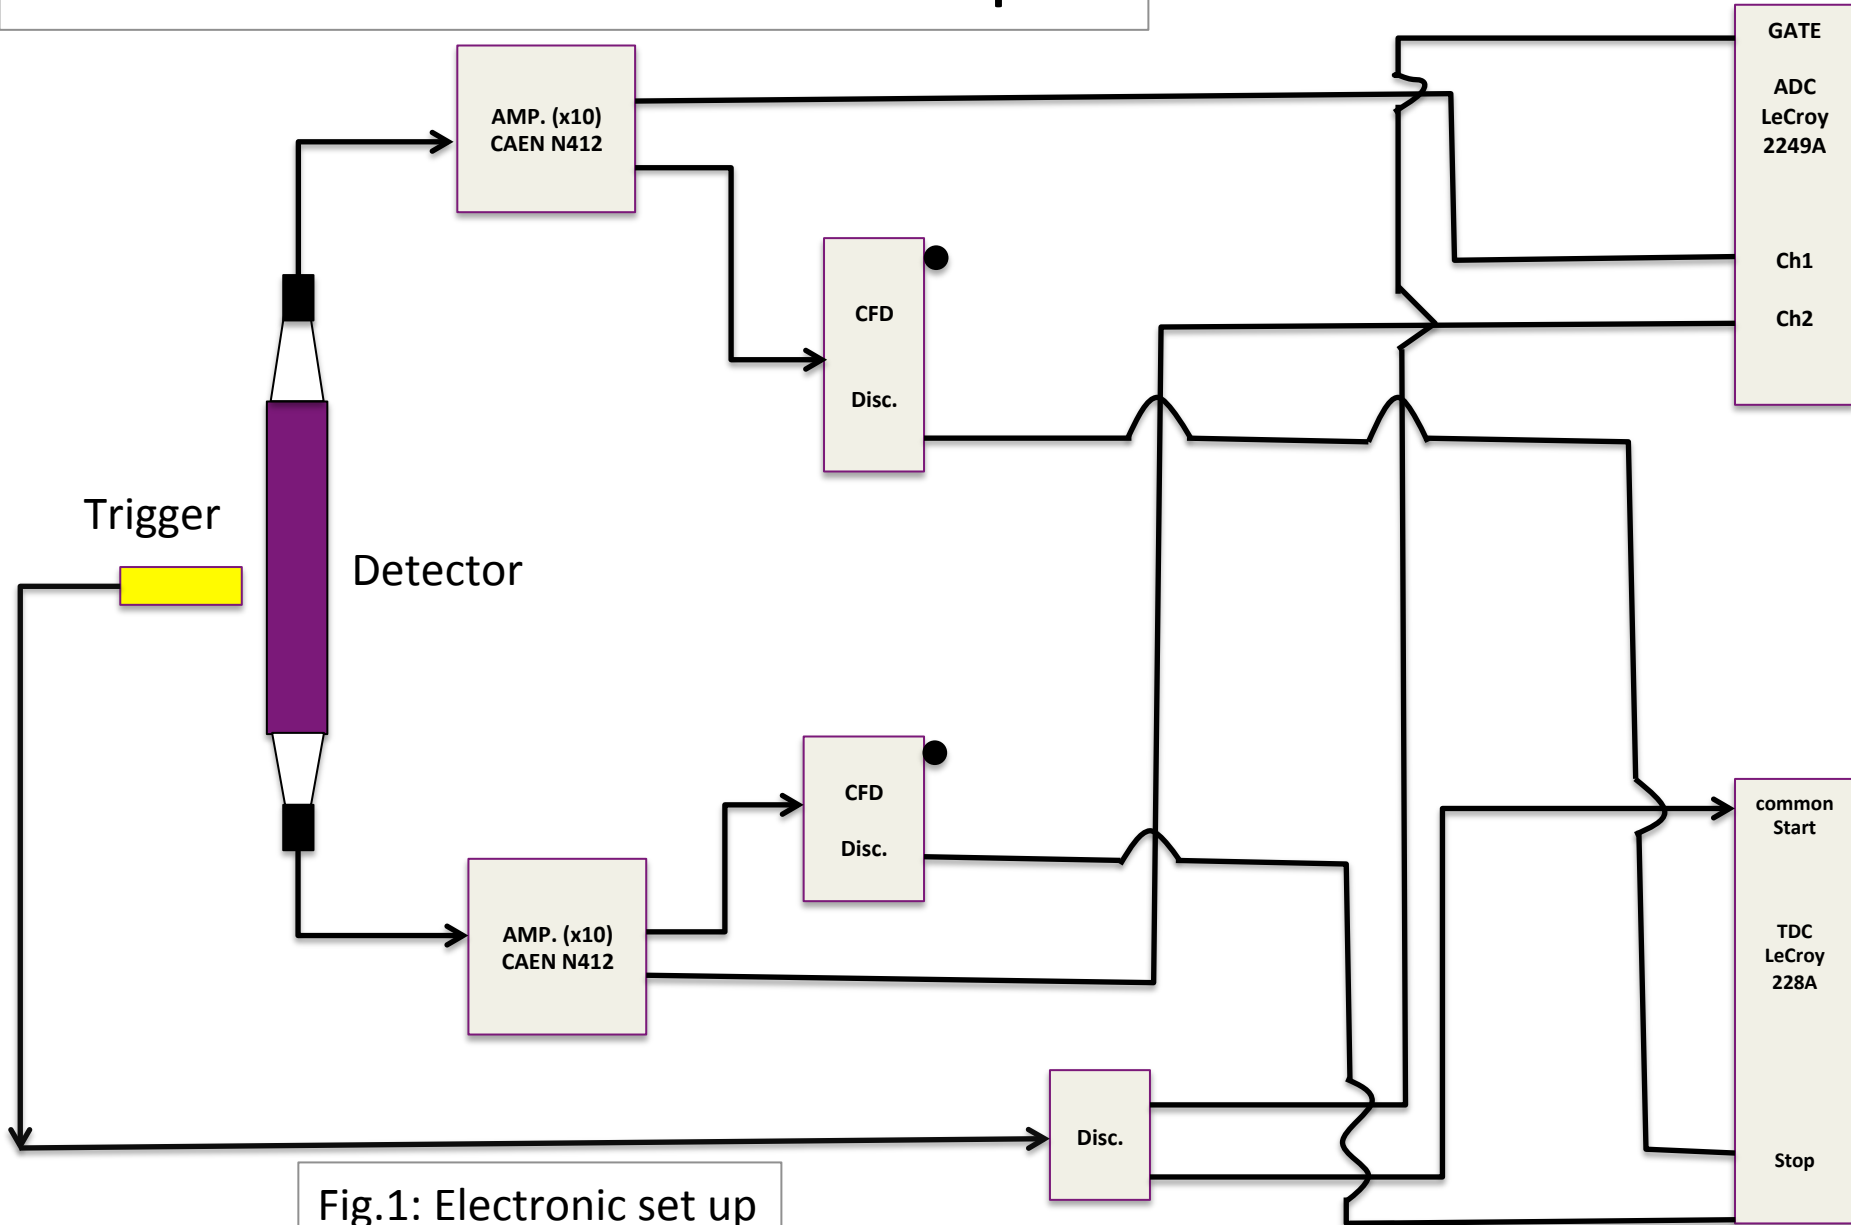 GATE
ADC
LeCroy
2249A
Ch1
Ch2
AMP. (x10)
CAEN N412
CFD
Disc.
Trigger
Detector
CFD
Disc.
AMP. (x10)
CAEN N412
common
Start
TDC
LeCroy
228A
Stop
Disc.
Fig.1: Electronic set up